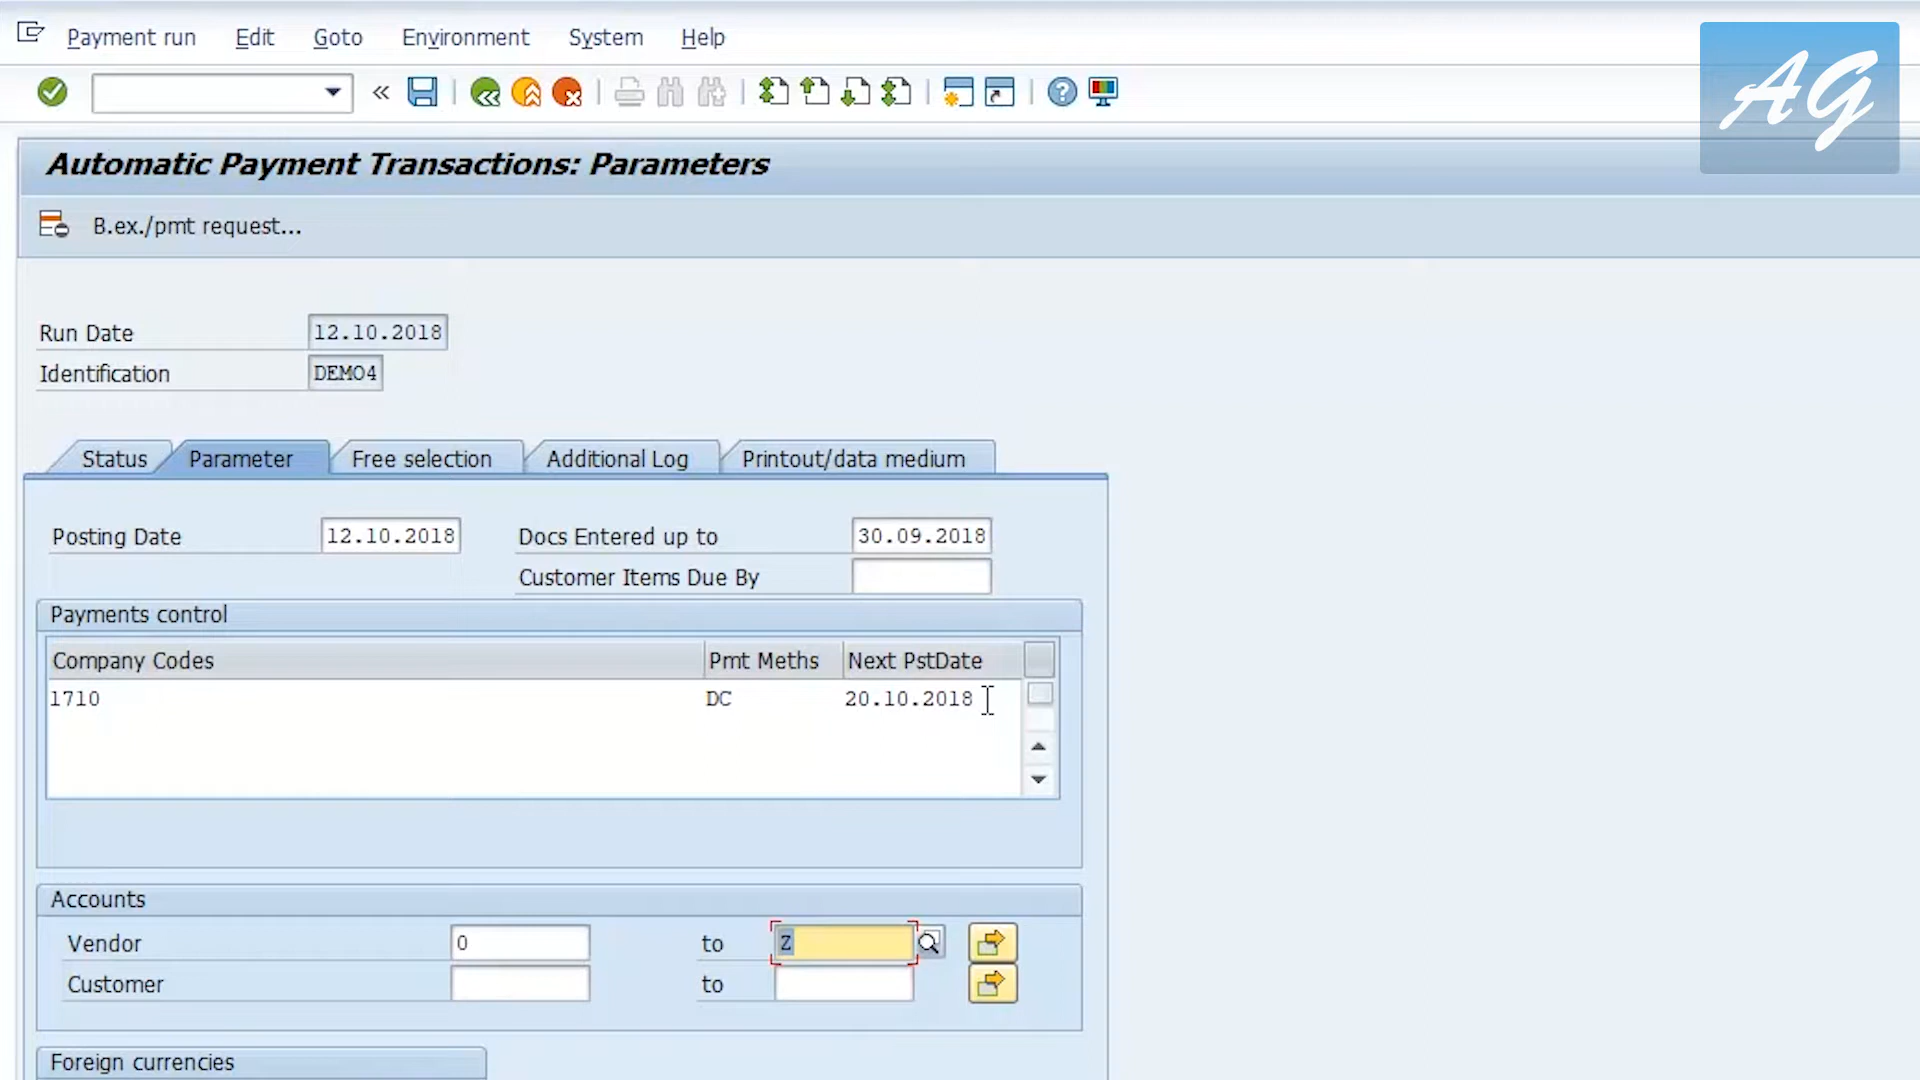 Payment run Edit Goto Environment System Help
AG
Automatic Payment Transactions: Parameters
B.ex./pmt request...
Run Date 12.10.2018
Identification DEMO4
Status Parameter Free selection Additional Log Printout/data medium
Posting Date 12.10.2018 Docs Entered up to 30.09.2018
Customer Items Due By
Payments control
Company Codes Pmt Meths Next PstDate
1710 DC 20.10.2018
Accounts
Vendor 0 to Z
Customer to
Foreign currencies